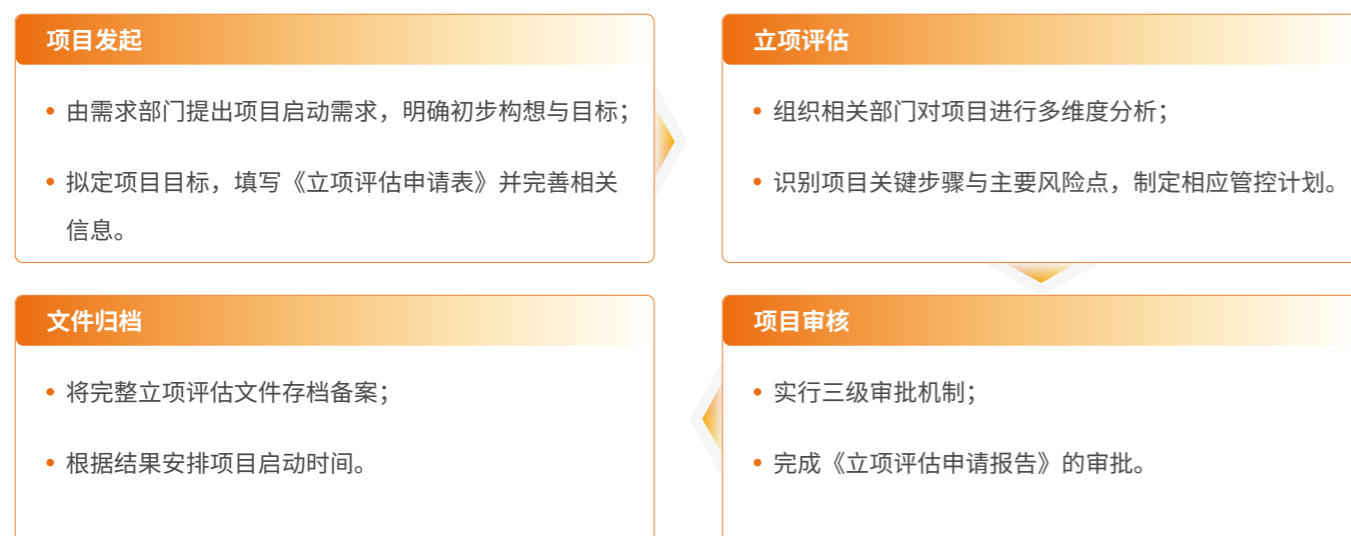 项目发起
• 由需求部门提出项目启动需求，明确初步构想与目标；
• 拟定项目目标，填写《立项评估申请表》并完善相关
信息。
立项评估
• 组织相关部门对项目进行多维度分析；
• 识别项目关键步骤与主要风险点，制定相应管控计划。
项目审核
• 实行三级审批机制；
• 完成《立项评估申请报告》的审批。
文件归档
• 将完整立项评估文件存档备案；
• 根据结果安排项目启动时间。